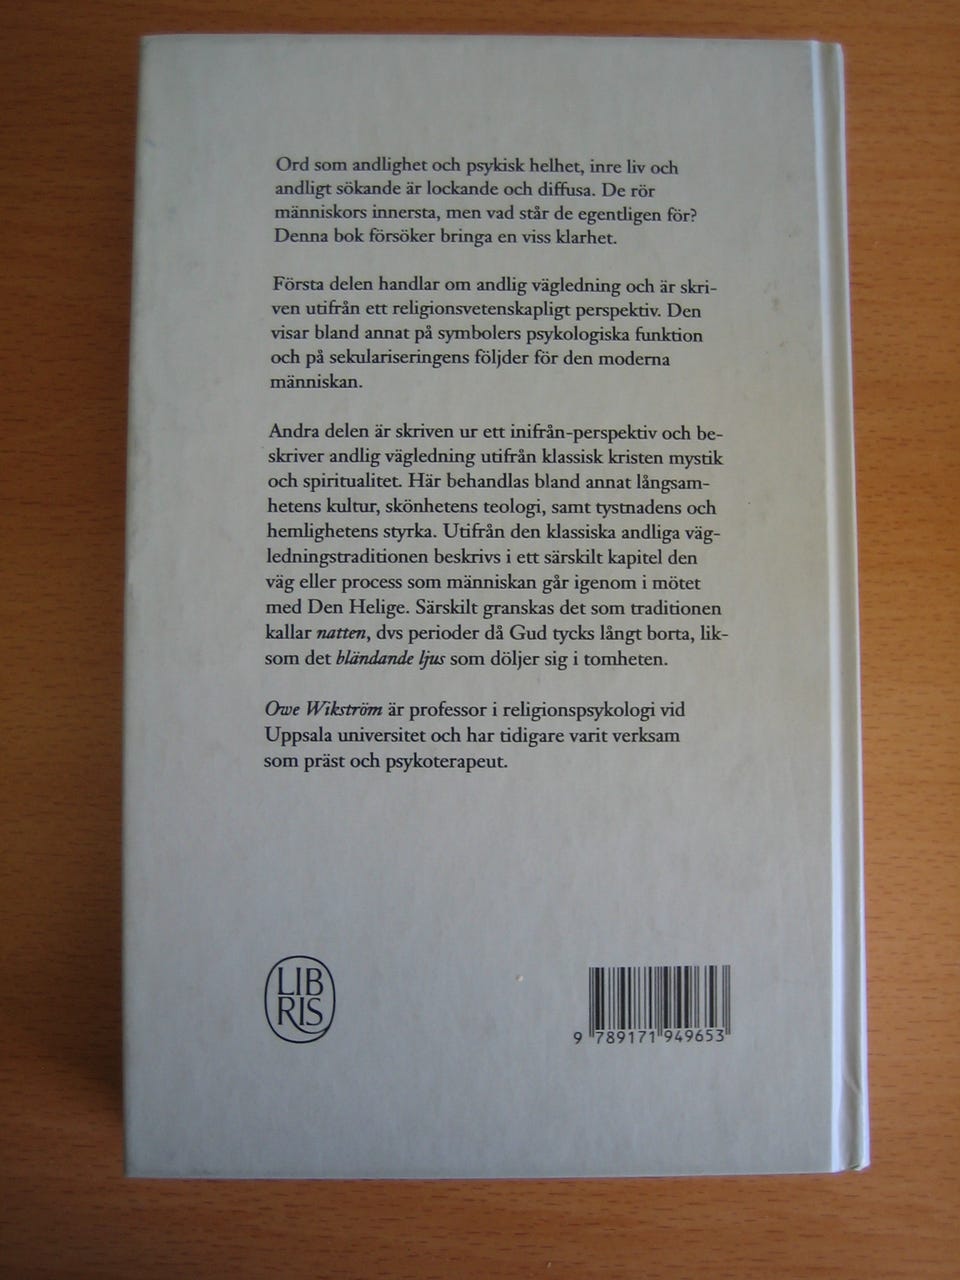 Ord som andlighet och psykisk helhet, inre liv och
andligt sökande är lockande och diffusa. De rör
människors innersta, men vad står de egentligen för?
Denna bok försöker bringa en viss klarhet.
Första delen handlar om andlig vägledning och är skri-
ven utifrån ett religionsvetenskapligt perspektiv. Den
visar bland annat på symbolers psykologiska funktion
och på sekulariseringens följder för den moderna
människan.
Andra delen är skriven ur ett inifrån-perspektiv och be-
skriver andlig vägledning utifrån klassisk kristen mystik
och spiritualitet. Här behandlas bland annat långsam-
hetens kultur, skönhetens teologi, samt tystnadens och
hemlighetens styrka. Utifrån den klassiska andliga väg-
ledningstraditionen beskrivs i ett särskilt kapitel den
väg eller process som människan går igenom i mötet
med Den Helige. Särskilt granskas det som traditionen
kallar natten, dvs perioder då Gud tycks långt borta, lik-
som det bländande ljus som döljer sig i tomheten.
Owe Wikström är professor i religionspsykologi vid
Uppsala universitet och har tidigare varit verksam
som präst och psykoterapeut.
LIB
RIS
9 789171 949653